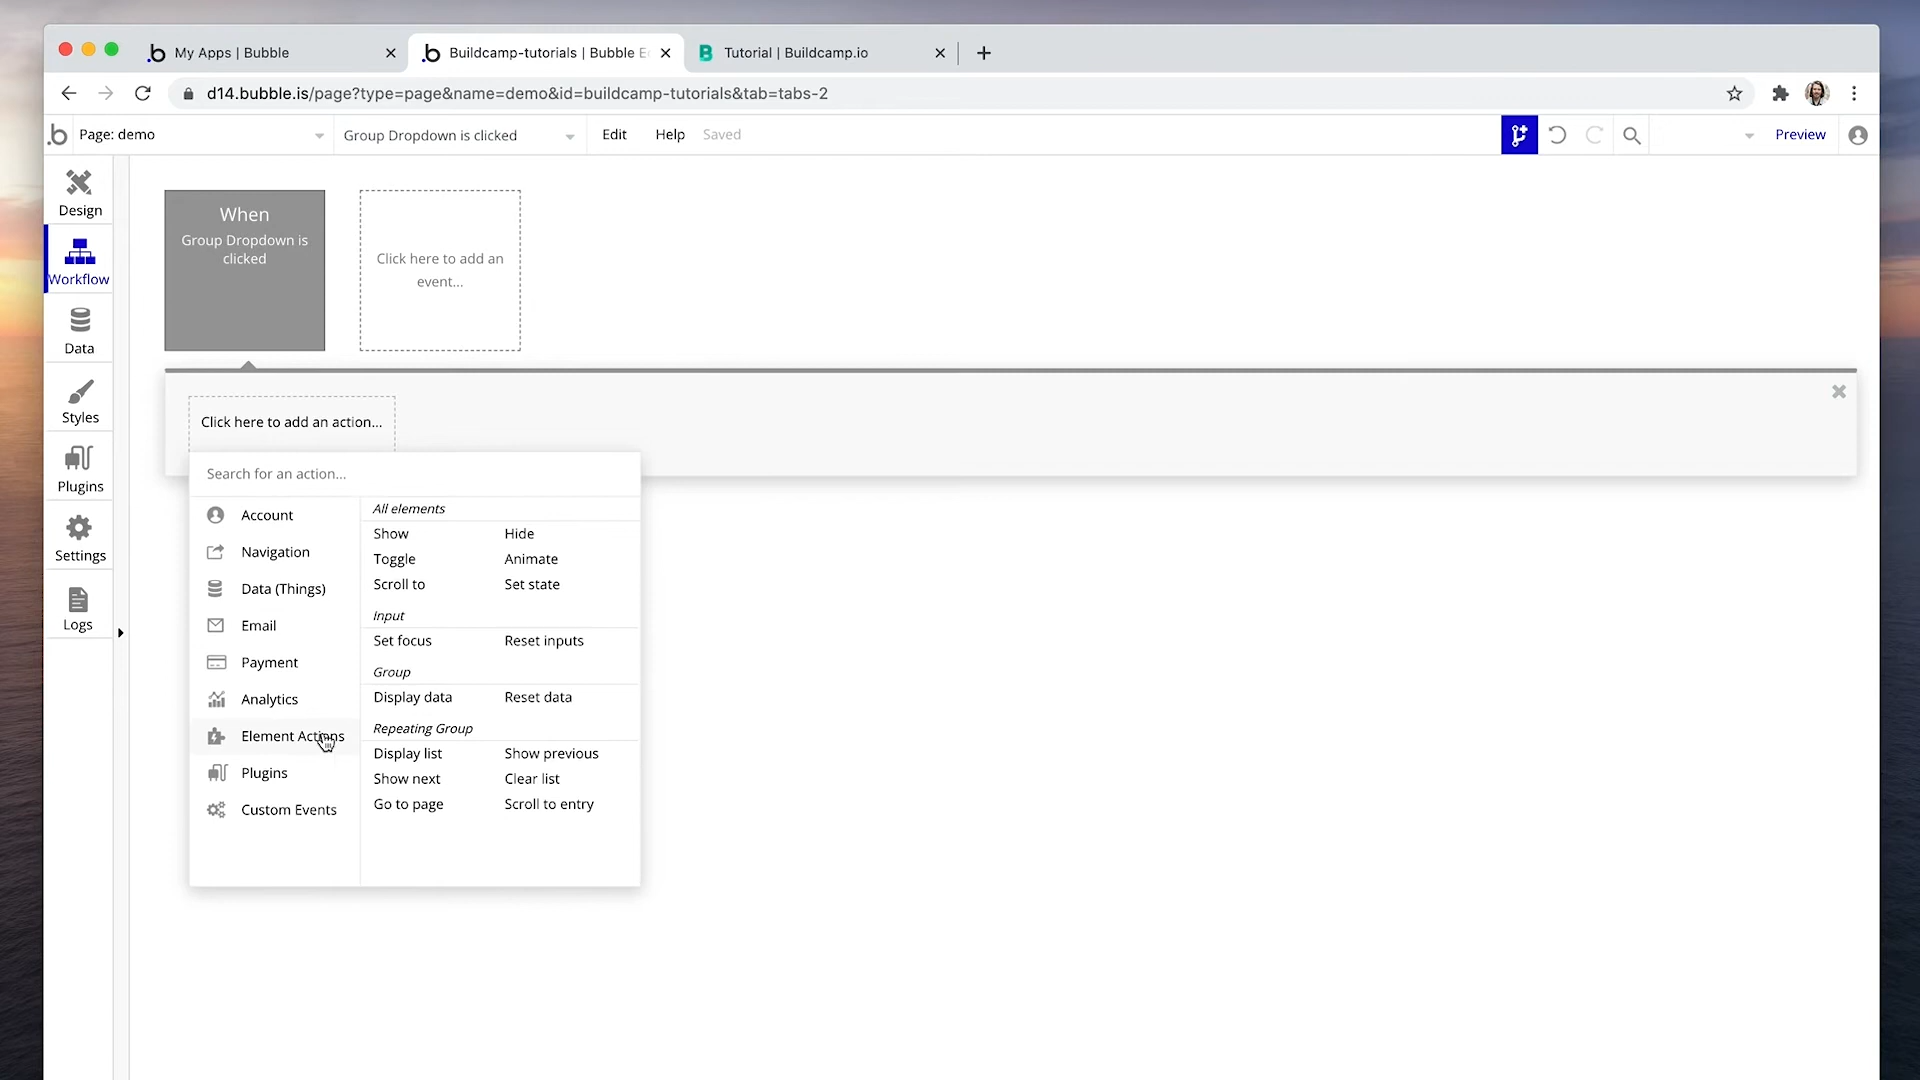 My Apps | Bubble
Buildcamp-tutorials | Bubble E
Tutorial | Buildcamp.io
d14.bubble.is/page?type=page&name=demo&id=buildcamp-tutorials&tab=tabs-2
Page: demo
Group Dropdown is clicked
Edit
Help
Saved
Preview
Design
Workflow
Data
Styles
Plugins
Settings
Logs
When
Group Dropdown is
clicked
Click here to add an
event...
Click here to add an action...
Search for an action...
Account
Navigation
Data (Things)
Email
Payment
Analytics
Element Actions
Plugins
Custom Events
All elements
Show
Hide
Toggle
Animate
Scroll to
Set state
Input
Set focus
Reset inputs
Group
Display data
Reset data
Repeating Group
Display list
Show previous
Show next
Clear list
Go to page
Scroll to entry